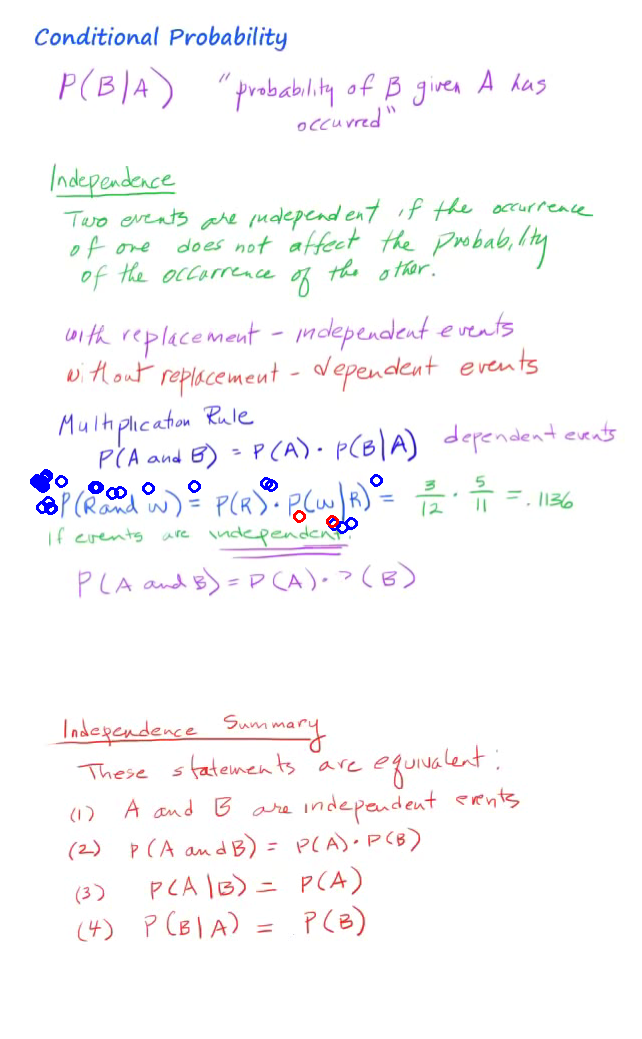 Conditional Probability
P(B|A) "probability of B given A has
occurred"
Independence
Two events are independent if the occurrence
of one does not affect the probability
of the occurrence of the other.
with replacement - independent events
without replacement - dependent events
Multiplication Rule
P(A and B) = P(A) · P(B|A) dependent events
P(R and W) = P(R) · P(W|R) = 3/12 · 5/11 = .1136
If events are independent:
P(A and B) = P(A) · P(B)
Independence Summary
These statements are equivalent:
(1) A and B are independent events
(2) P(A and B) = P(A) · P(B)
(3) P(A|B) = P(A)
(4) P(B|A) = P(B)